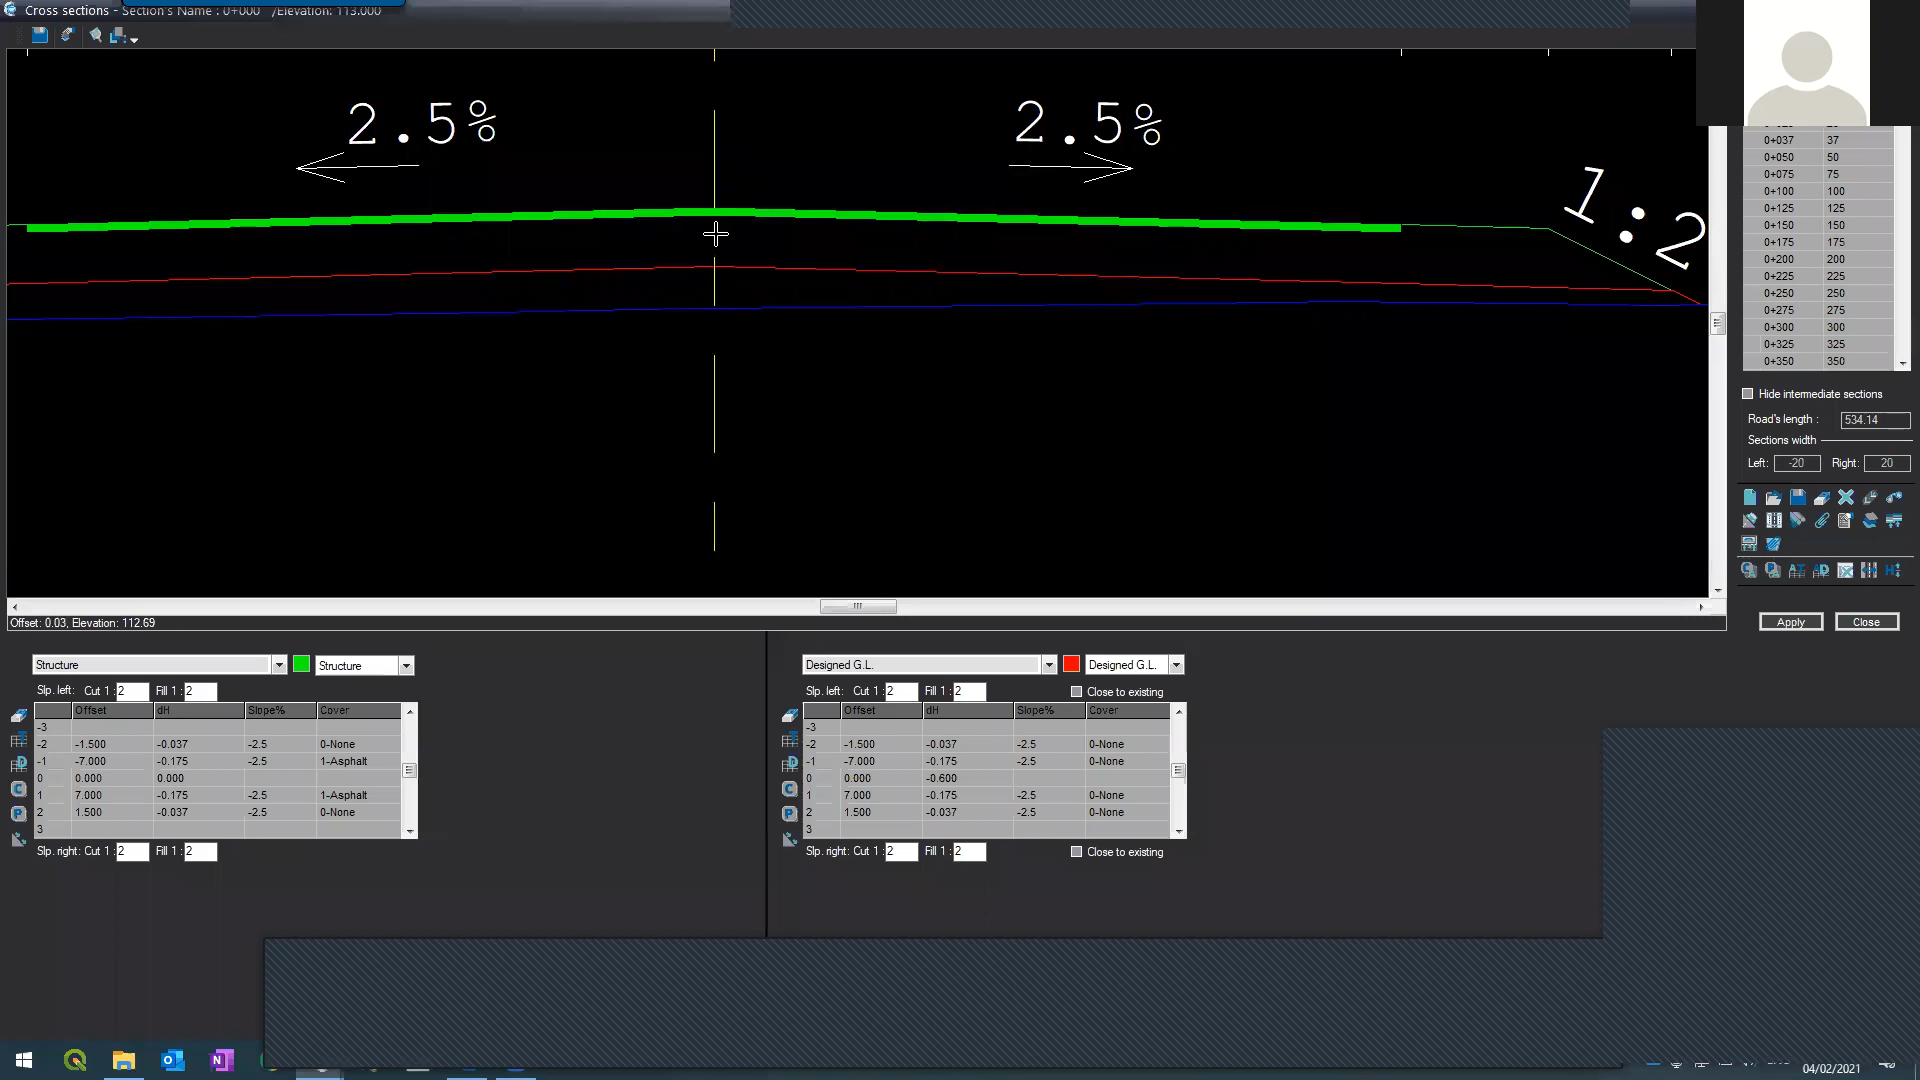 Cross sections - Section's Name : 0+000 /Elevation: 113.000
2.5%
2.5%
1:2
0+037 37
0+050 50
0+075 75
0+100 100
0+125 125
0+150 150
0+175 175
0+200 200
0+225 225
0+250 250
0+275 275
0+300 300
0+325 325
0+350 350
Hide intermediate sections
Road's length : 534.14
Sections width
Left: -20 Right: 20
Apply Close
Offset: 0.03, Elevation: 112.69
Structure Structure
Slp. left: Cut 1 : 2 Fill 1 : 2
Offset dH Slope% Cover
-3
-2 -1.500 -0.037 -2.5 0-None
-1 -7.000 -0.175 -2.5 1-Asphalt
0 0.000 0.000
1 7.000 -0.175 -2.5 1-Asphalt
2 1.500 -0.037 -2.5 0-None
3
Slp. right: Cut 1 : 2 Fill 1 : 2
Designed G.L. Designed G.L.
Slp. left: Cut 1 : 2 Fill 1 : 2 Close to existing
Offset dH Slope% Cover
-3
-2 -1.500 -0.037 -2.5 0-None
-1 -7.000 -0.175 -2.5 0-None
0 0.000 -0.600
1 7.000 -0.175 -2.5 0-None
2 1.500 -0.037 -2.5 0-None
3
Slp. right: Cut 1 : 2 Fill 1 : 2 Close to existing
04/02/2021